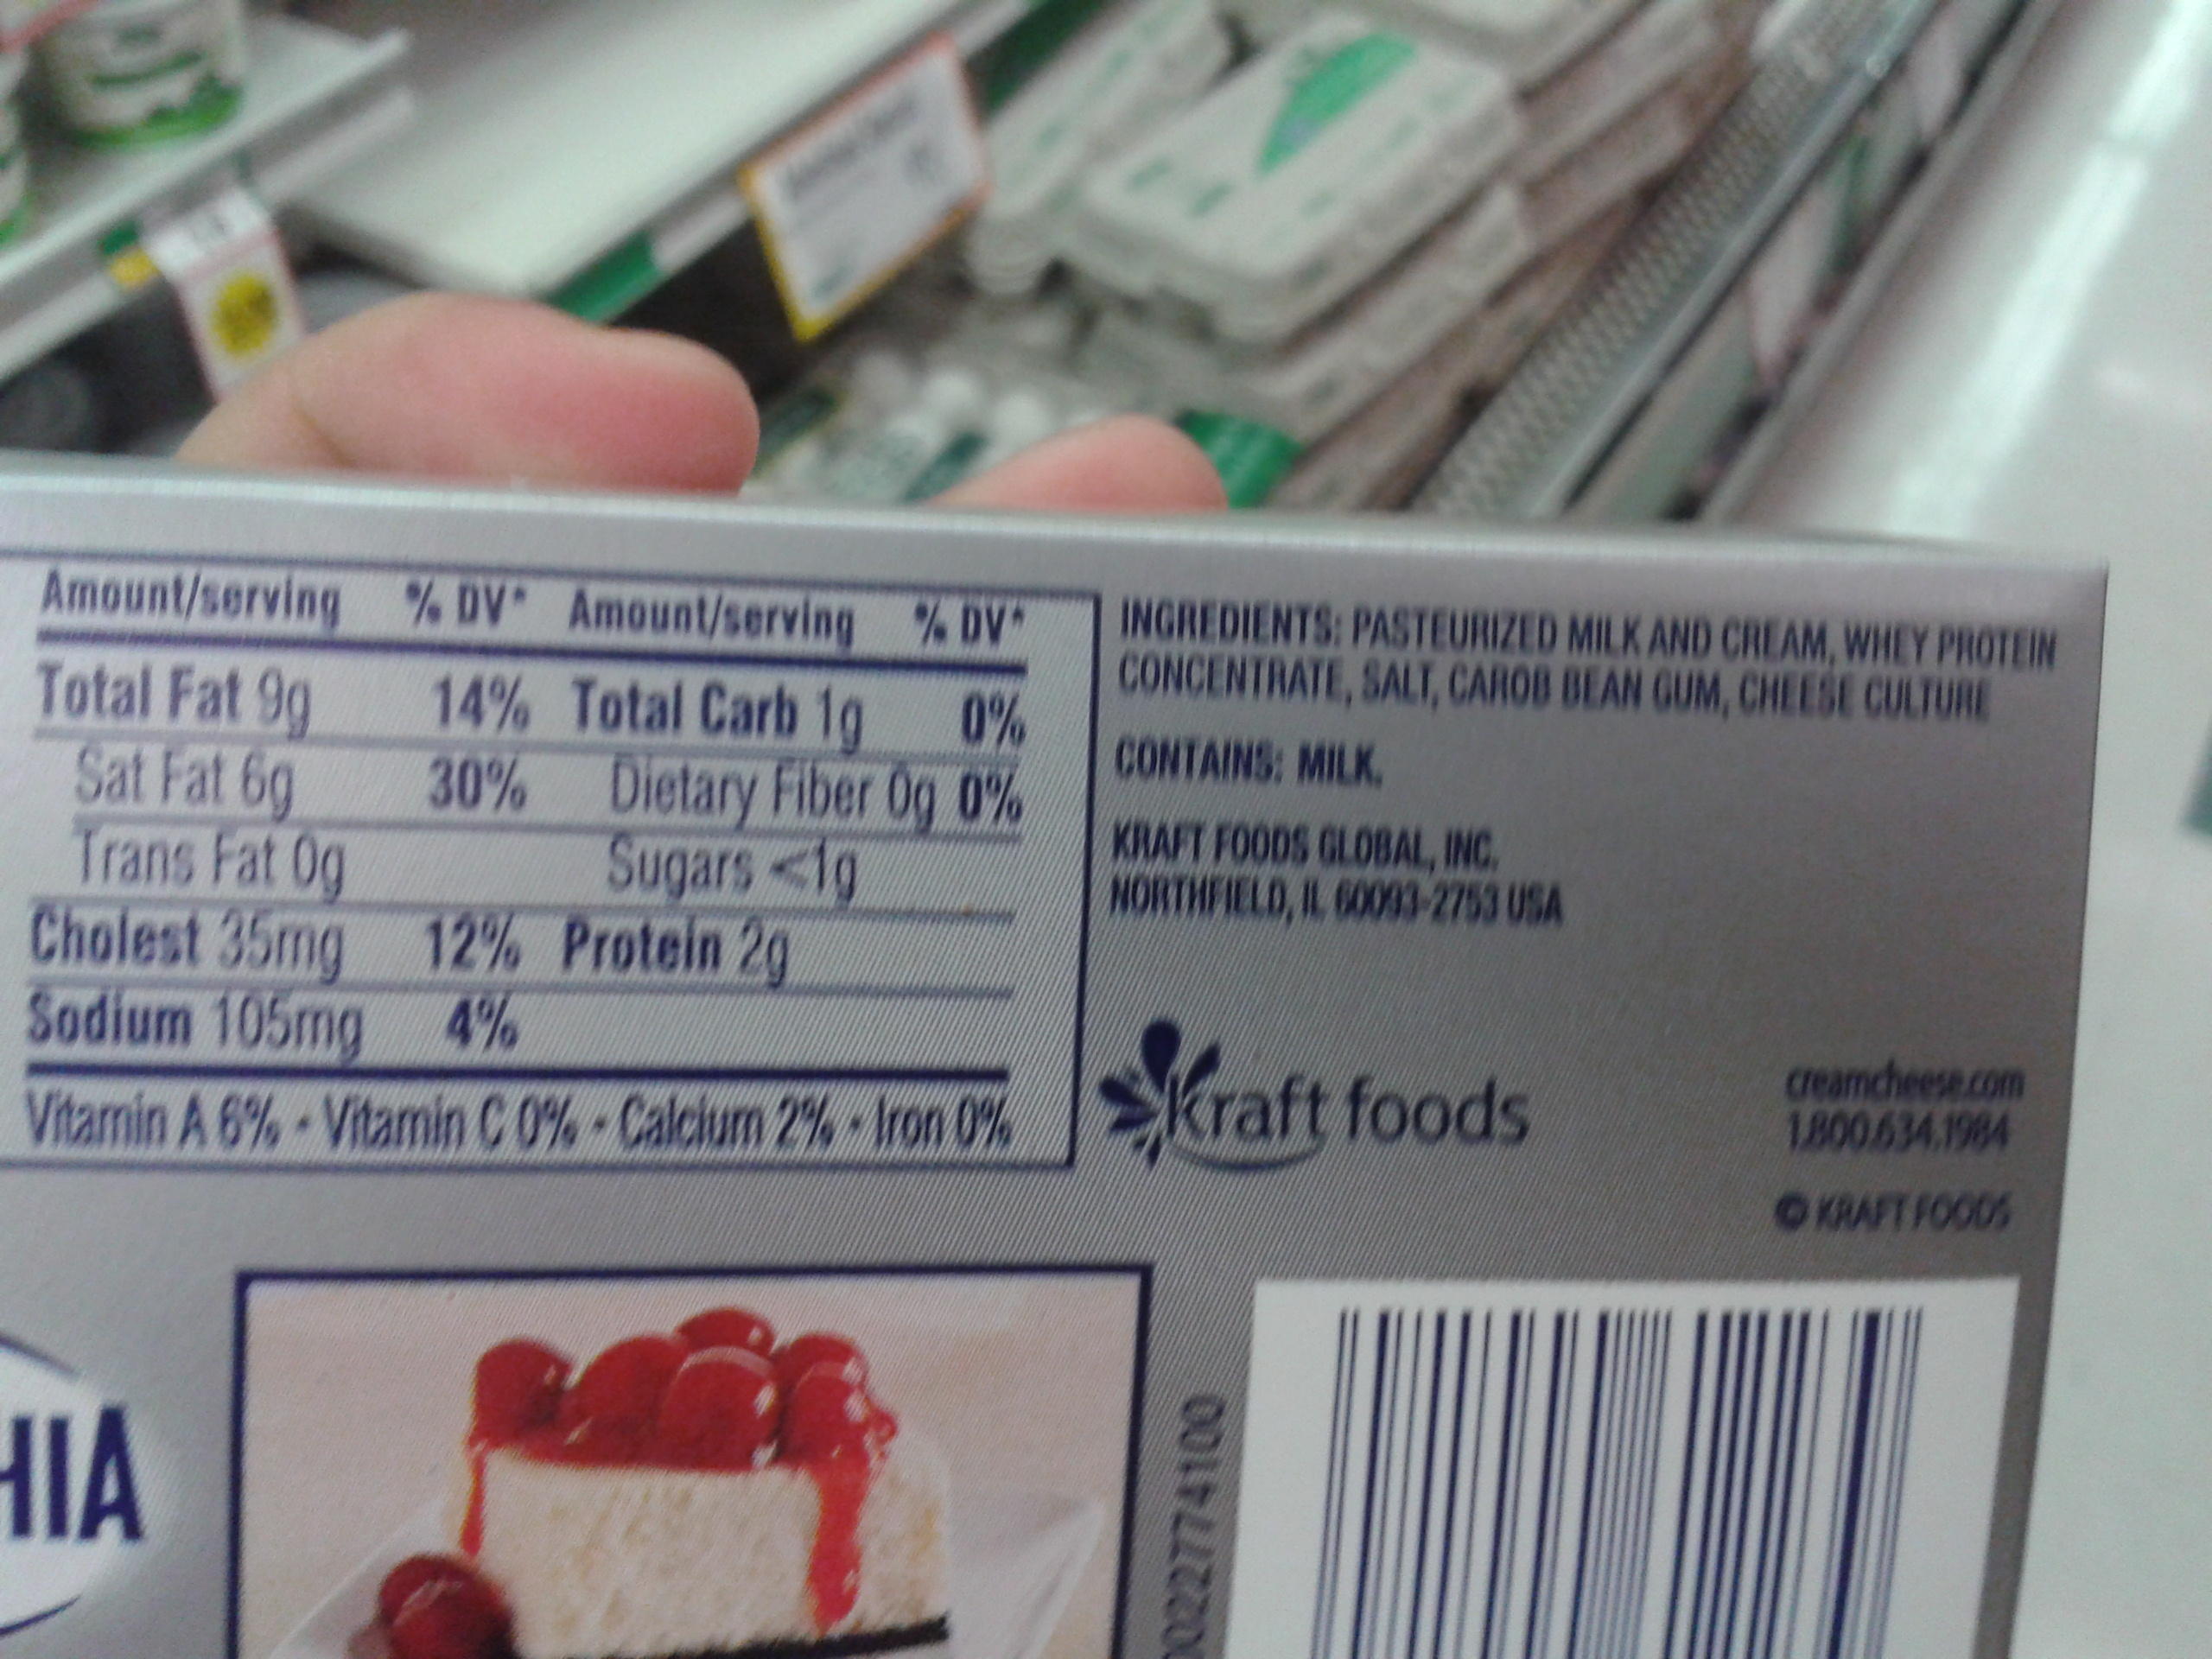 Amount/serving % DV* Amount/serving % DV*
Total Fat 9g 14% Total Carb 1g 0%
Sat Fat 6g 30% Dietary Fiber 0g 0%
Trans Fat 0g Sugars <1g
Cholest 35mg 12% Protein 2g
Sodium 105mg 4%
Vitamin A 6% • Vitamin C 0% • Calcium 2% • Iron 0%
INGREDIENTS: PASTEURIZED MILK AND CREAM, WHEY PROTEIN
CONCENTRATE, SALT, CAROB BEAN GUM, CHEESE CULTURE
CONTAINS: MILK.
KRAFT FOODS GLOBAL, INC.
NORTHFIELD, IL 60093-2753 USA
kraft foods
creamcheese.com
1.800.634.1984
© KRAFT FOODS
HIA